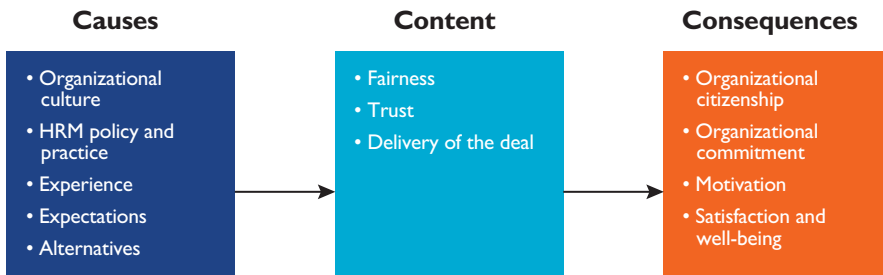 Causes
• Organizational
culture
• HRM policy and
practice
• Experience
• Expectations
• Alternatives
Content
• Fairness
• Trust
• Delivery of the deal
Consequences
• Organizational
citizenship
• Organizational
commitment
• Motivation
• Satisfaction and
well-being